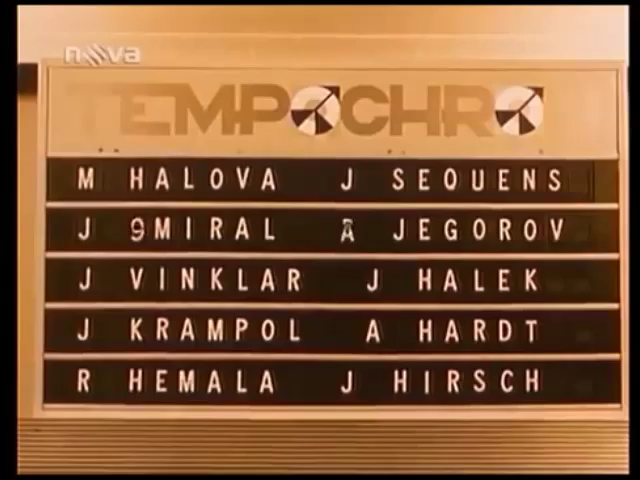 nova
TEMPOCHRO
M HALOVA J SEQUENS
J 9MIRAL A JEGOROV
J VINKLAR J HALEK
J KRAMPOL A HARDT
R HEMALA J HIRSCH